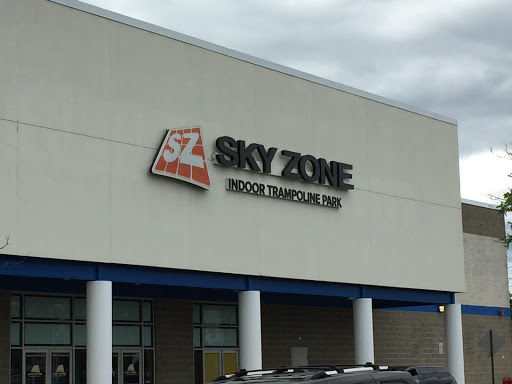 SZ SKY ZONE
INDOOR TRAMPOLINE PARK